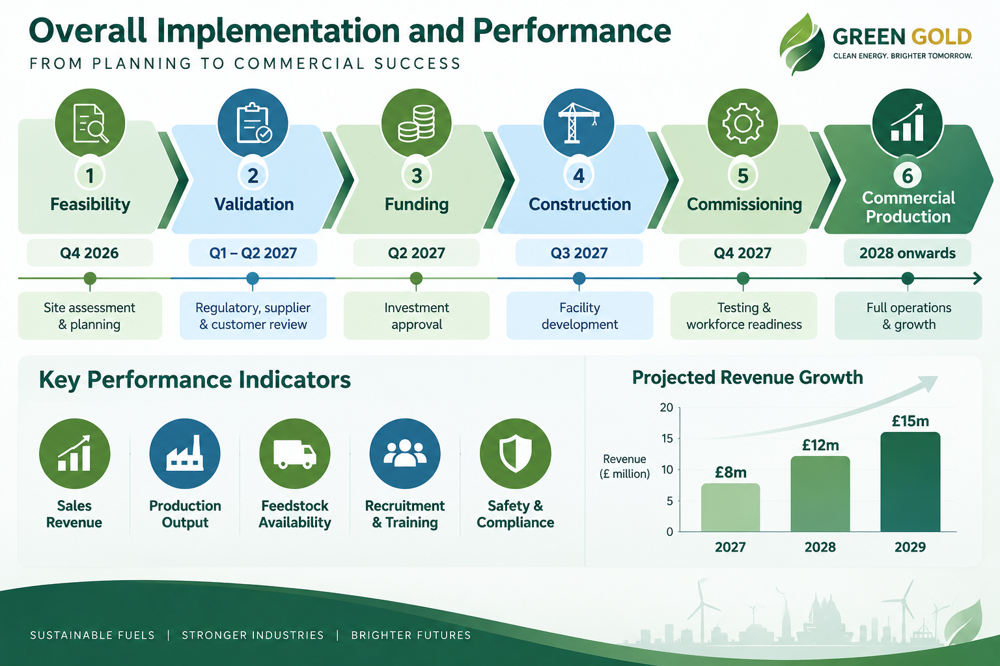 Overall Implementation and Performance
FROM PLANNING TO COMMERCIAL SUCCESS
GREEN GOLD
CLEAN ENERGY. BRIGHTER TOMORROW.
1
Feasibility
2
Validation
3
Funding
4
Construction
5
Commissioning
6
Commercial
Production
Q4 2026
Q1 – Q2 2027
Q2 2027
Q3 2027
Q4 2027
2028 onwards
Site assessment
& planning
Regulatory, supplier
& customer review
Investment
approval
Facility
development
Testing &
workforce readiness
Full operations
& growth
Key Performance Indicators
Sales
Revenue
Production
Output
Feedstock
Availability
Recruitment
& Training
Safety &
Compliance
Projected Revenue Growth
Revenue
(£ million)
20
15
10
5
0
£8m
£12m
£15m
2027
2028
2029
SUSTAINABLE FUELS | STRONGER INDUSTRIES | BRIGHTER FUTURES